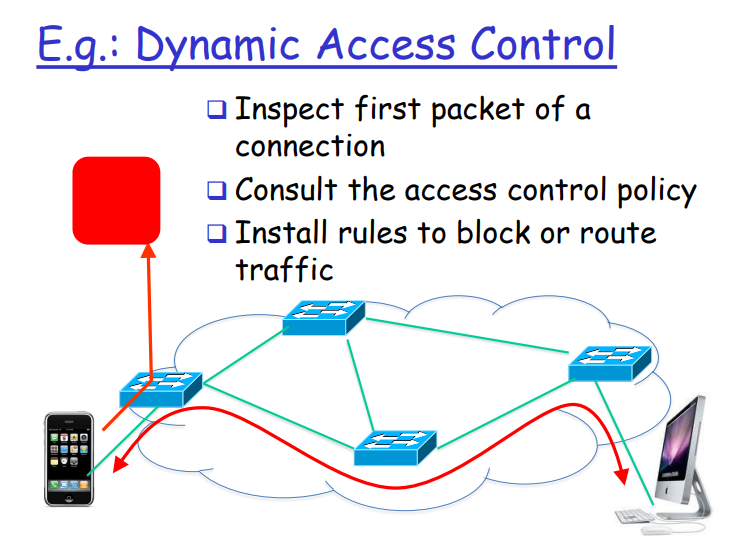 E.g.: Dynamic Access Control
❑ Inspect first packet of a
connection
❑ Consult the access control policy
❑ Install rules to block or route
traffic